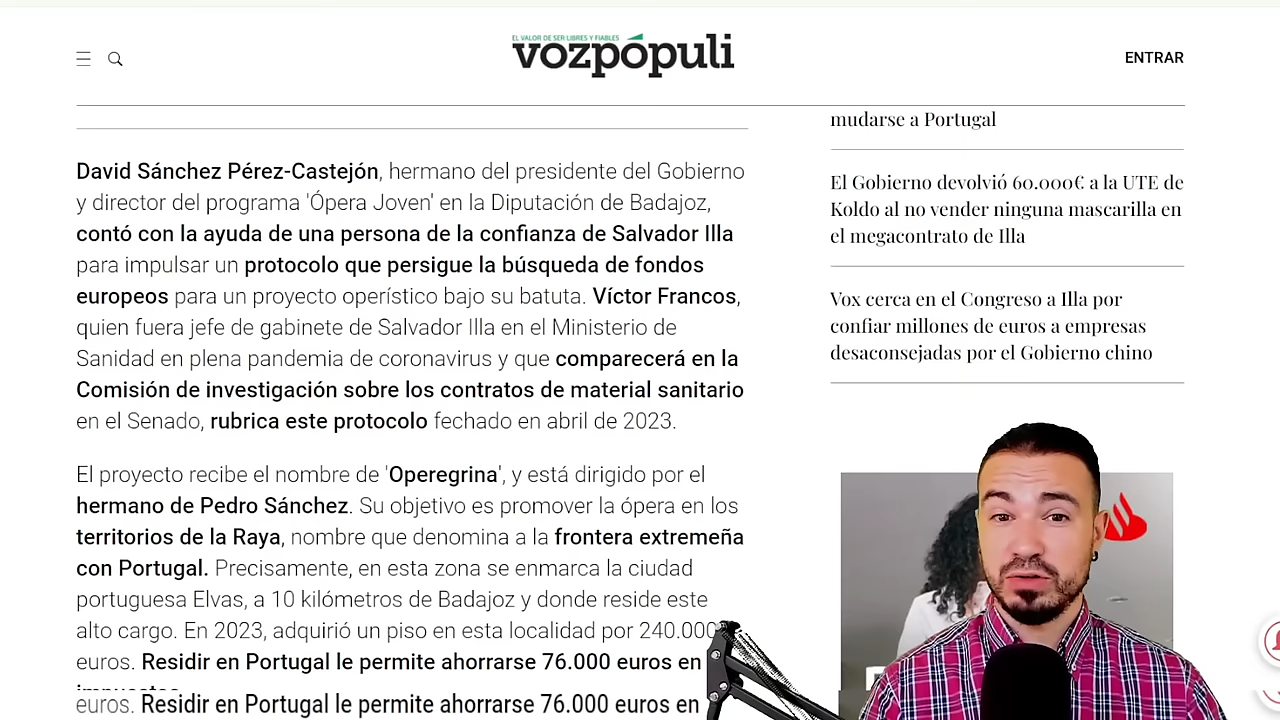 EL VALOR DE SER LIBRES Y FIABLES
vozpópuli
ENTRAR
David Sánchez Pérez-Castejón, hermano del presidente del Gobierno
y director del programa 'Ópera Joven' en la Diputación de Badajoz,
contó con la ayuda de una persona de la confianza de Salvador Illa
para impulsar un protocolo que persigue la búsqueda de fondos
europeos para un proyecto operístico bajo su batuta. Víctor Francos,
quien fuera jefe de gabinete de Salvador Illa en el Ministerio de
Sanidad en plena pandemia de coronavirus y que comparecerá en la
Comisión de investigación sobre los contratos de material sanitario
en el Senado, rubrica este protocolo fechado en abril de 2023.
El proyecto recibe el nombre de 'Operegrina', y está dirigido por el
hermano de Pedro Sánchez. Su objetivo es promover la ópera en los
territorios de la Raya, nombre que denomina a la frontera extremeña
con Portugal. Precisamente, en esta zona se enmarca la ciudad
portuguesa Elvas, a 10 kilómetros de Badajoz y donde reside este
alto cargo. En 2023, adquirió un piso en esta localidad por 240.000
euros. Residir en Portugal le permite ahorrarse 76.000 euros en
euros. Residir en Portugal le permite ahorrarse 76.000 euros en
mudarse a Portugal
El Gobierno devolvió 60.000€ a la UTE de
Koldo al no vender ninguna mascarilla en
el megacontrato de Illa
Vox cerca en el Congreso a Illa por
confiar millones de euros a empresas
desaconsejadas por el Gobierno chino